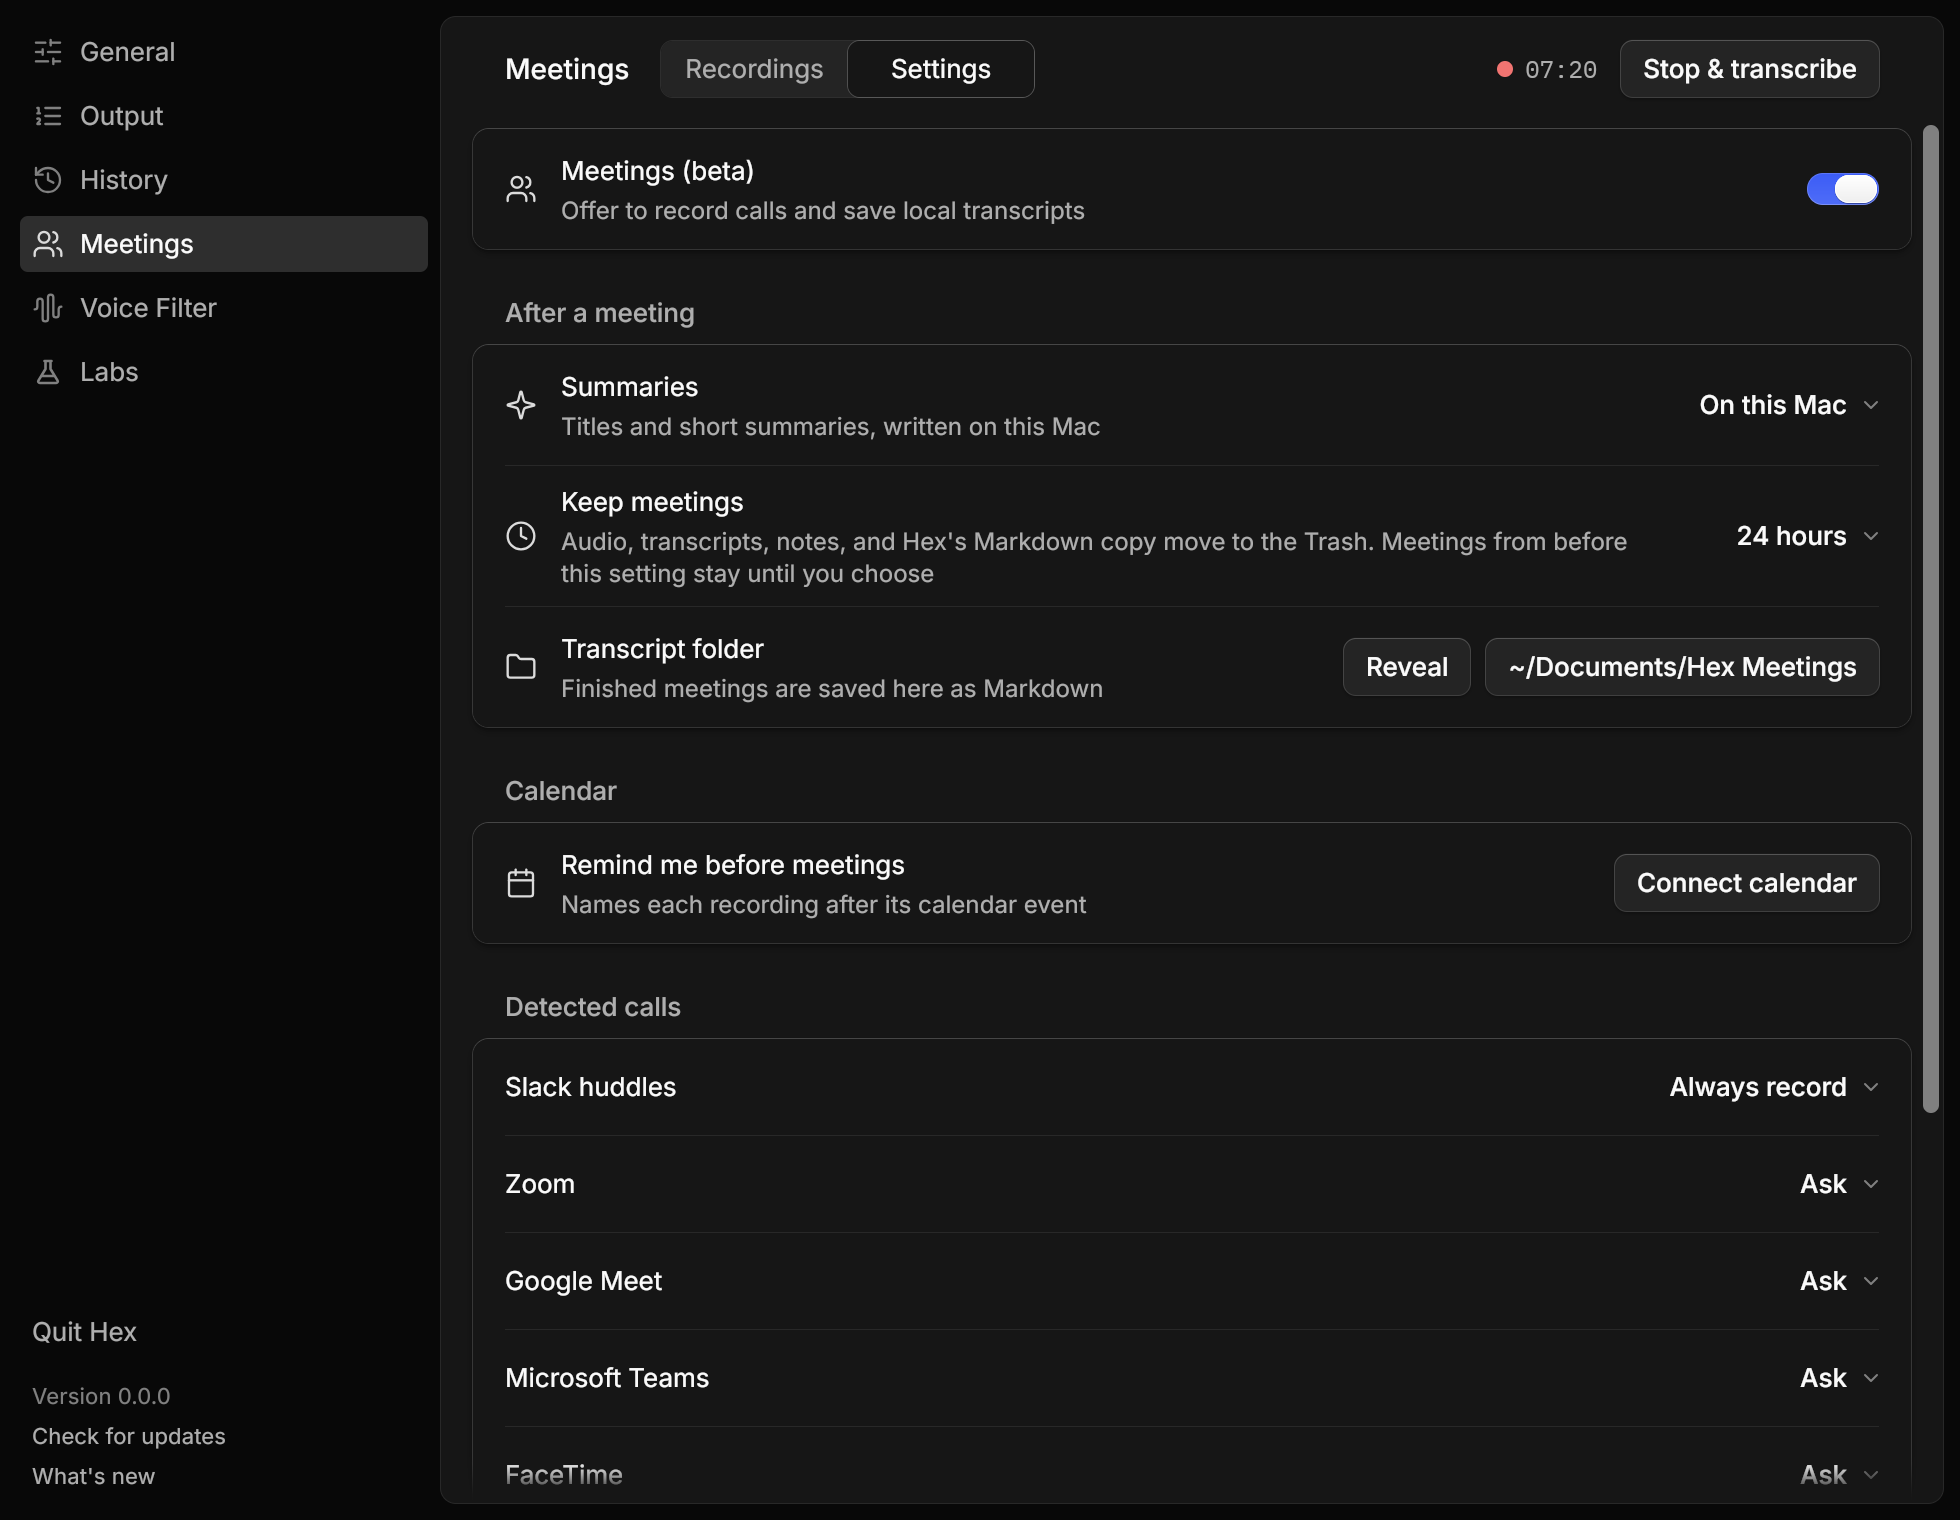 General
Output
History
Meetings
Voice Filter
Labs
Quit Hex
Version 0.0.0
Check for updates
What's new
Meetings
Recordings
Settings
07:20
Stop & transcribe
Meetings (beta)
Offer to record calls and save local transcripts
After a meeting
Summaries
Titles and short summaries, written on this Mac
On this Mac
Keep meetings
Audio, transcripts, notes, and Hex's Markdown copy move to the Trash. Meetings from before
this setting stay until you choose
24 hours
Transcript folder
Finished meetings are saved here as Markdown
Reveal
~/Documents/Hex Meetings
Calendar
Remind me before meetings
Names each recording after its calendar event
Connect calendar
Detected calls
Slack huddles
Always record
Zoom
Ask
Google Meet
Ask
Microsoft Teams
Ask
FaceTime
Ask